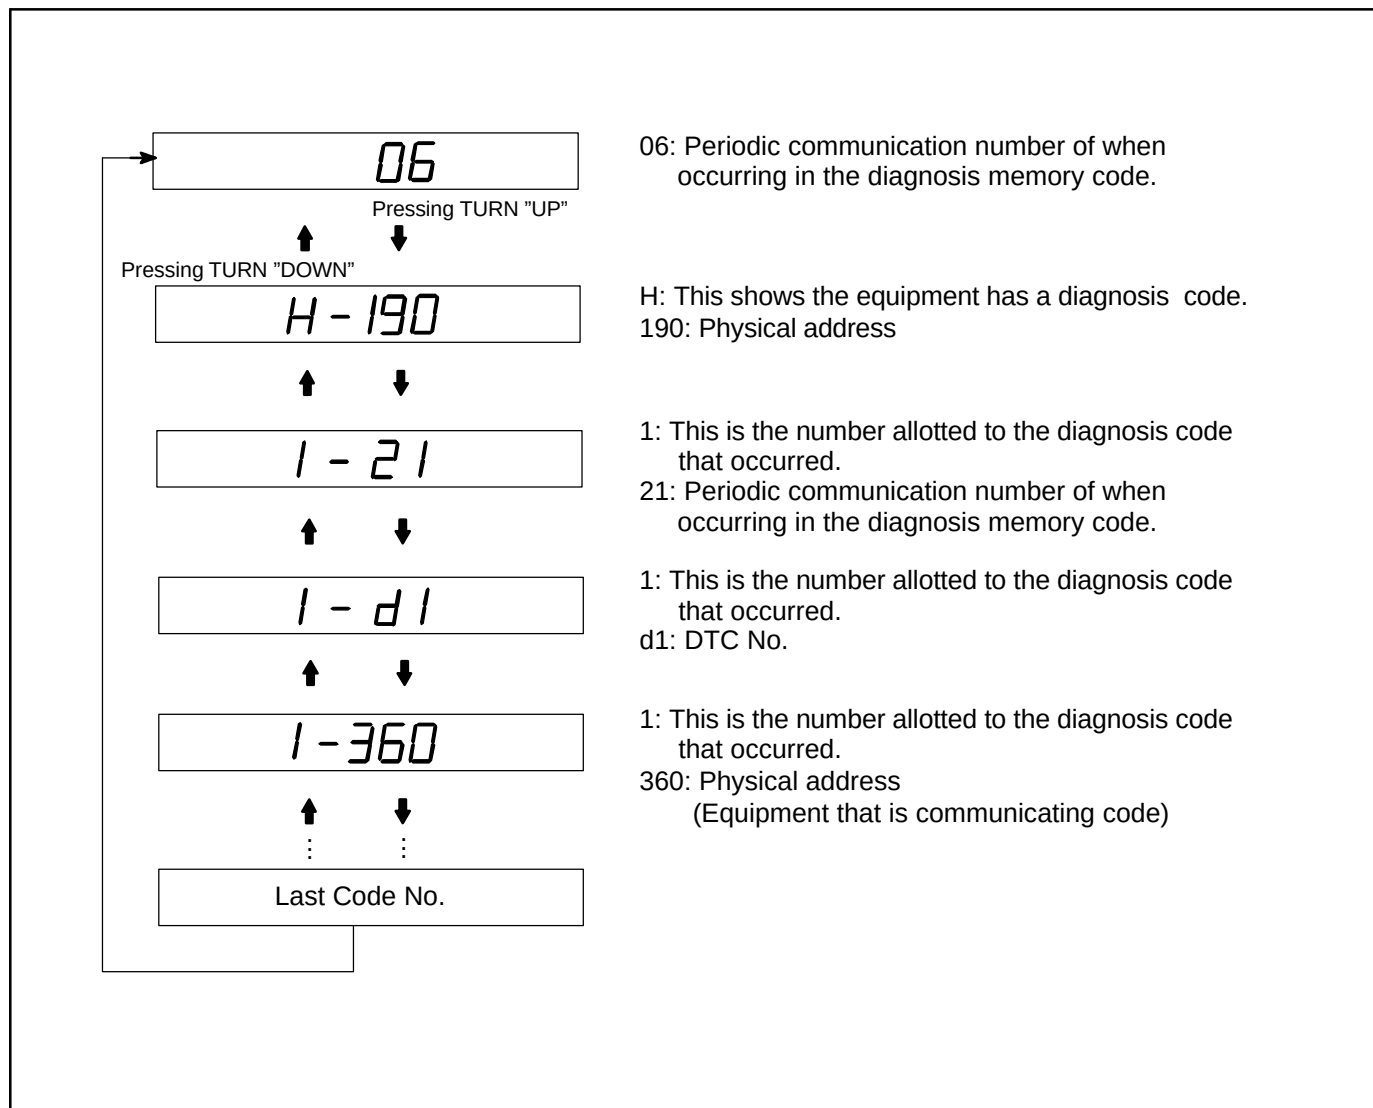 06
06: Periodic communication number of when
occurring in the diagnosis memory code.
Pressing TURN ”UP”
Pressing TURN ”DOWN”
H-190
H: This shows the equipment has a diagnosis code.
190: Physical address
1-21
1: This is the number allotted to the diagnosis code
that occurred.
21: Periodic communication number of when
occurring in the diagnosis memory code.
1-d1
1: This is the number allotted to the diagnosis code
that occurred.
d1: DTC No.
1-360
1: This is the number allotted to the diagnosis code
that occurred.
360: Physical address
(Equipment that is communicating code)
Last Code No.